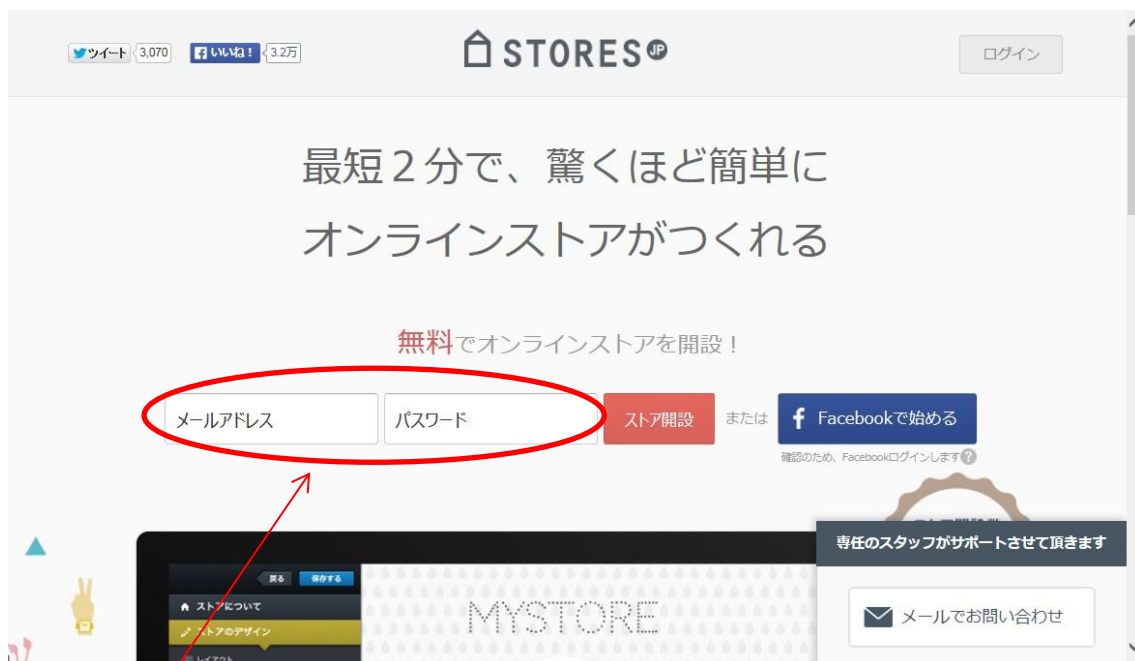 ツイート 3,070 いいね！ 3.2万 STORES.JP ログイン
最短２分で、驚くほど簡単に
オンラインストアがつくれる
無料でオンラインストアを開設！
メールアドレス パスワード ストア開設 または f Facebookで始める
確認のため、Facebookログインします ?
専任のスタッフがサポートさせて頂きます
戻る 保存する
ストアについて
MYSTORE
メールでお問い合わせ
ストアのデザイン
レイアウト